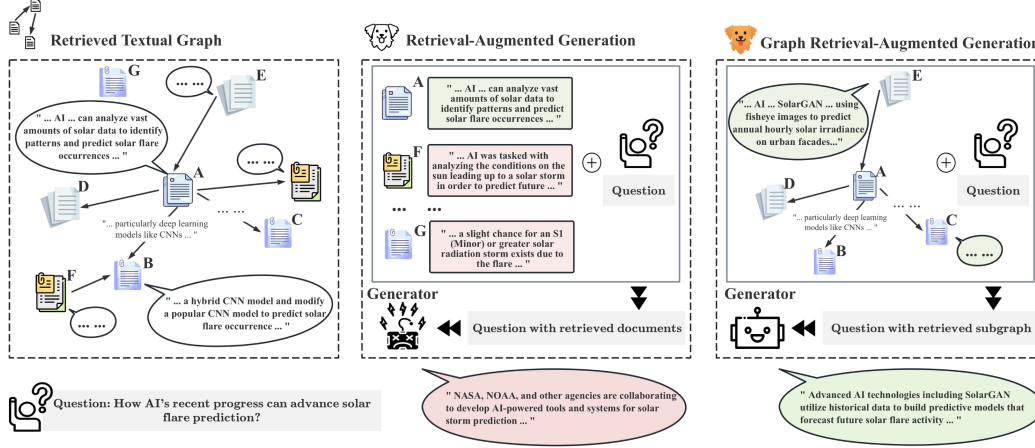 Retrieved Textual Graph
G
E
... ...
" ... AI ... can analyze vast
amounts of solar data to identify
patterns and predict solar flare
occurrences ... "
A
... ...
D
... ...
C
"... particularly deep learning
models like CNNs ... "
B
F
... ...
" ... a hybrid CNN model and modify
a popular CNN model to predict solar
flare occurrence ... "
Question: How AI's recent progress can advance solar
flare prediction?
Retrieval-Augmented Generation
A
" ... AI ... can analyze vast
amounts of solar data to
identify patterns and predict
solar flare occurrences ... "
F
" ... AI was tasked with
analyzing the conditions on the
sun leading up to a solar storm
in order to predict future ... "
... ...
G
" ... a slight chance for an S1
(Minor) or greater solar
radiation storm exists due to
the flare ... "
+
Question
Generator
Question with retrieved documents
" NASA, NOAA, and other agencies are collaborating
to develop AI-powered tools and systems for solar
storm prediction ... "
Graph Retrieval-Augmented Generation
E
"... AI ... SolarGAN ... using
fisheye images to predict
annual hourly solar irradiance
on urban facades..."
A
D
... ...
"... particularly deep learning
models like CNNs ... "
C
B
... ...
+
Question
Generator
Question with retrieved subgraph
" Advanced AI technologies including SolarGAN
utilize historical data to build predictive models that
forecast future solar flare activity ... "